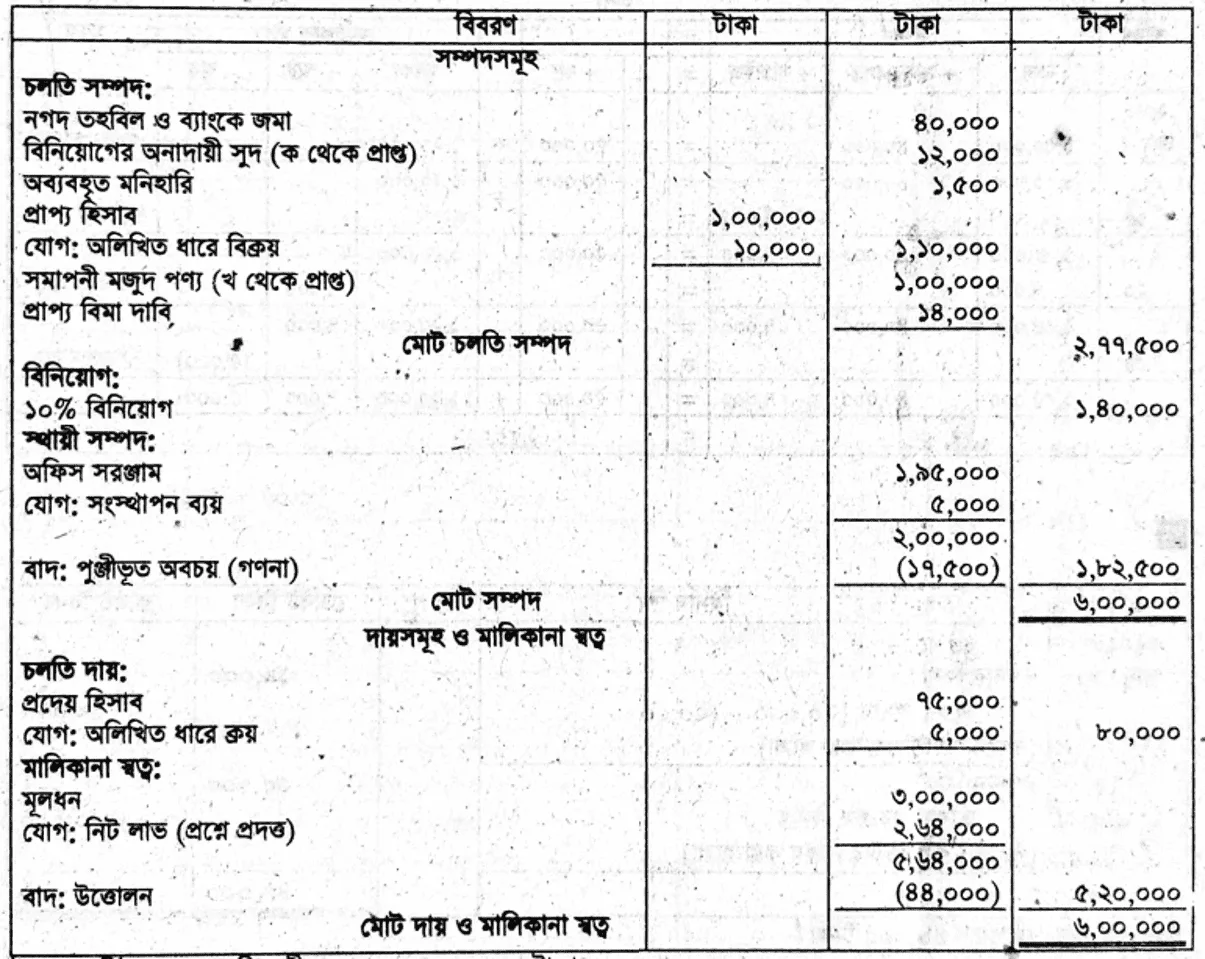 বিবরণ টাকা টাকা টাকা
সম্পদসমূহ
চলতি সম্পদ:
নগদ তহবিল ও ব্যাংকে জমা ৪০,০০০
বিনিয়োগের অনাদায়ী সুদ (ক থেকে প্রাপ্ত) ১২,০০০
অব্যবহৃত মনিহারি ১,৫০০
প্রাপ্য হিসাব ১,০০,০০০
যোগ: অলিখিত ধারে বিক্রয় ১০,০০০ ১,১০,০০০
সমাপনী মজুদ পণ্য (খ থেকে প্রাপ্ত) ১,০০,০০০
প্রাপ্য বিমা দাবি ১৪,০০০
মোট চলতি সম্পদ ২,৭৭,৫০০
বিনিয়োগ:
১০% বিনিয়োগ ১,৪০,০০০
স্থায়ী সম্পদ:
অফিস সরঞ্জাম ১,৯৫,০০০
যোগ: সংস্থাপন ব্যয় ৫,০০০
২,০০,০০০
বাদ: পুঞ্জীভূত অবচয় (গণনা) (১৭,৫০০) ১,৮২,৫০০
মোট সম্পদ ৬,০০,০০০
দায়সমূহ ও মালিকানা স্বত্ব
চলতি দায়:
প্রদেয় হিসাব ৭৫,০০০
যোগ: অলিখিত ধারে ক্রয় ৫,০০০ ৮০,০০০
মালিকানা স্বত্ব:
মূলধন ৩,০০,০০০
যোগ: নিট লাভ (প্রশ্নে প্রদত্ত) ২,৬৪,০০০
৫,৬৪,০০০
বাদ: উত্তোলন (৪৪,০০০) ৫,২০,০০০
মোট দায় ও মালিকানা স্বত্ব ৬,০০,০০০